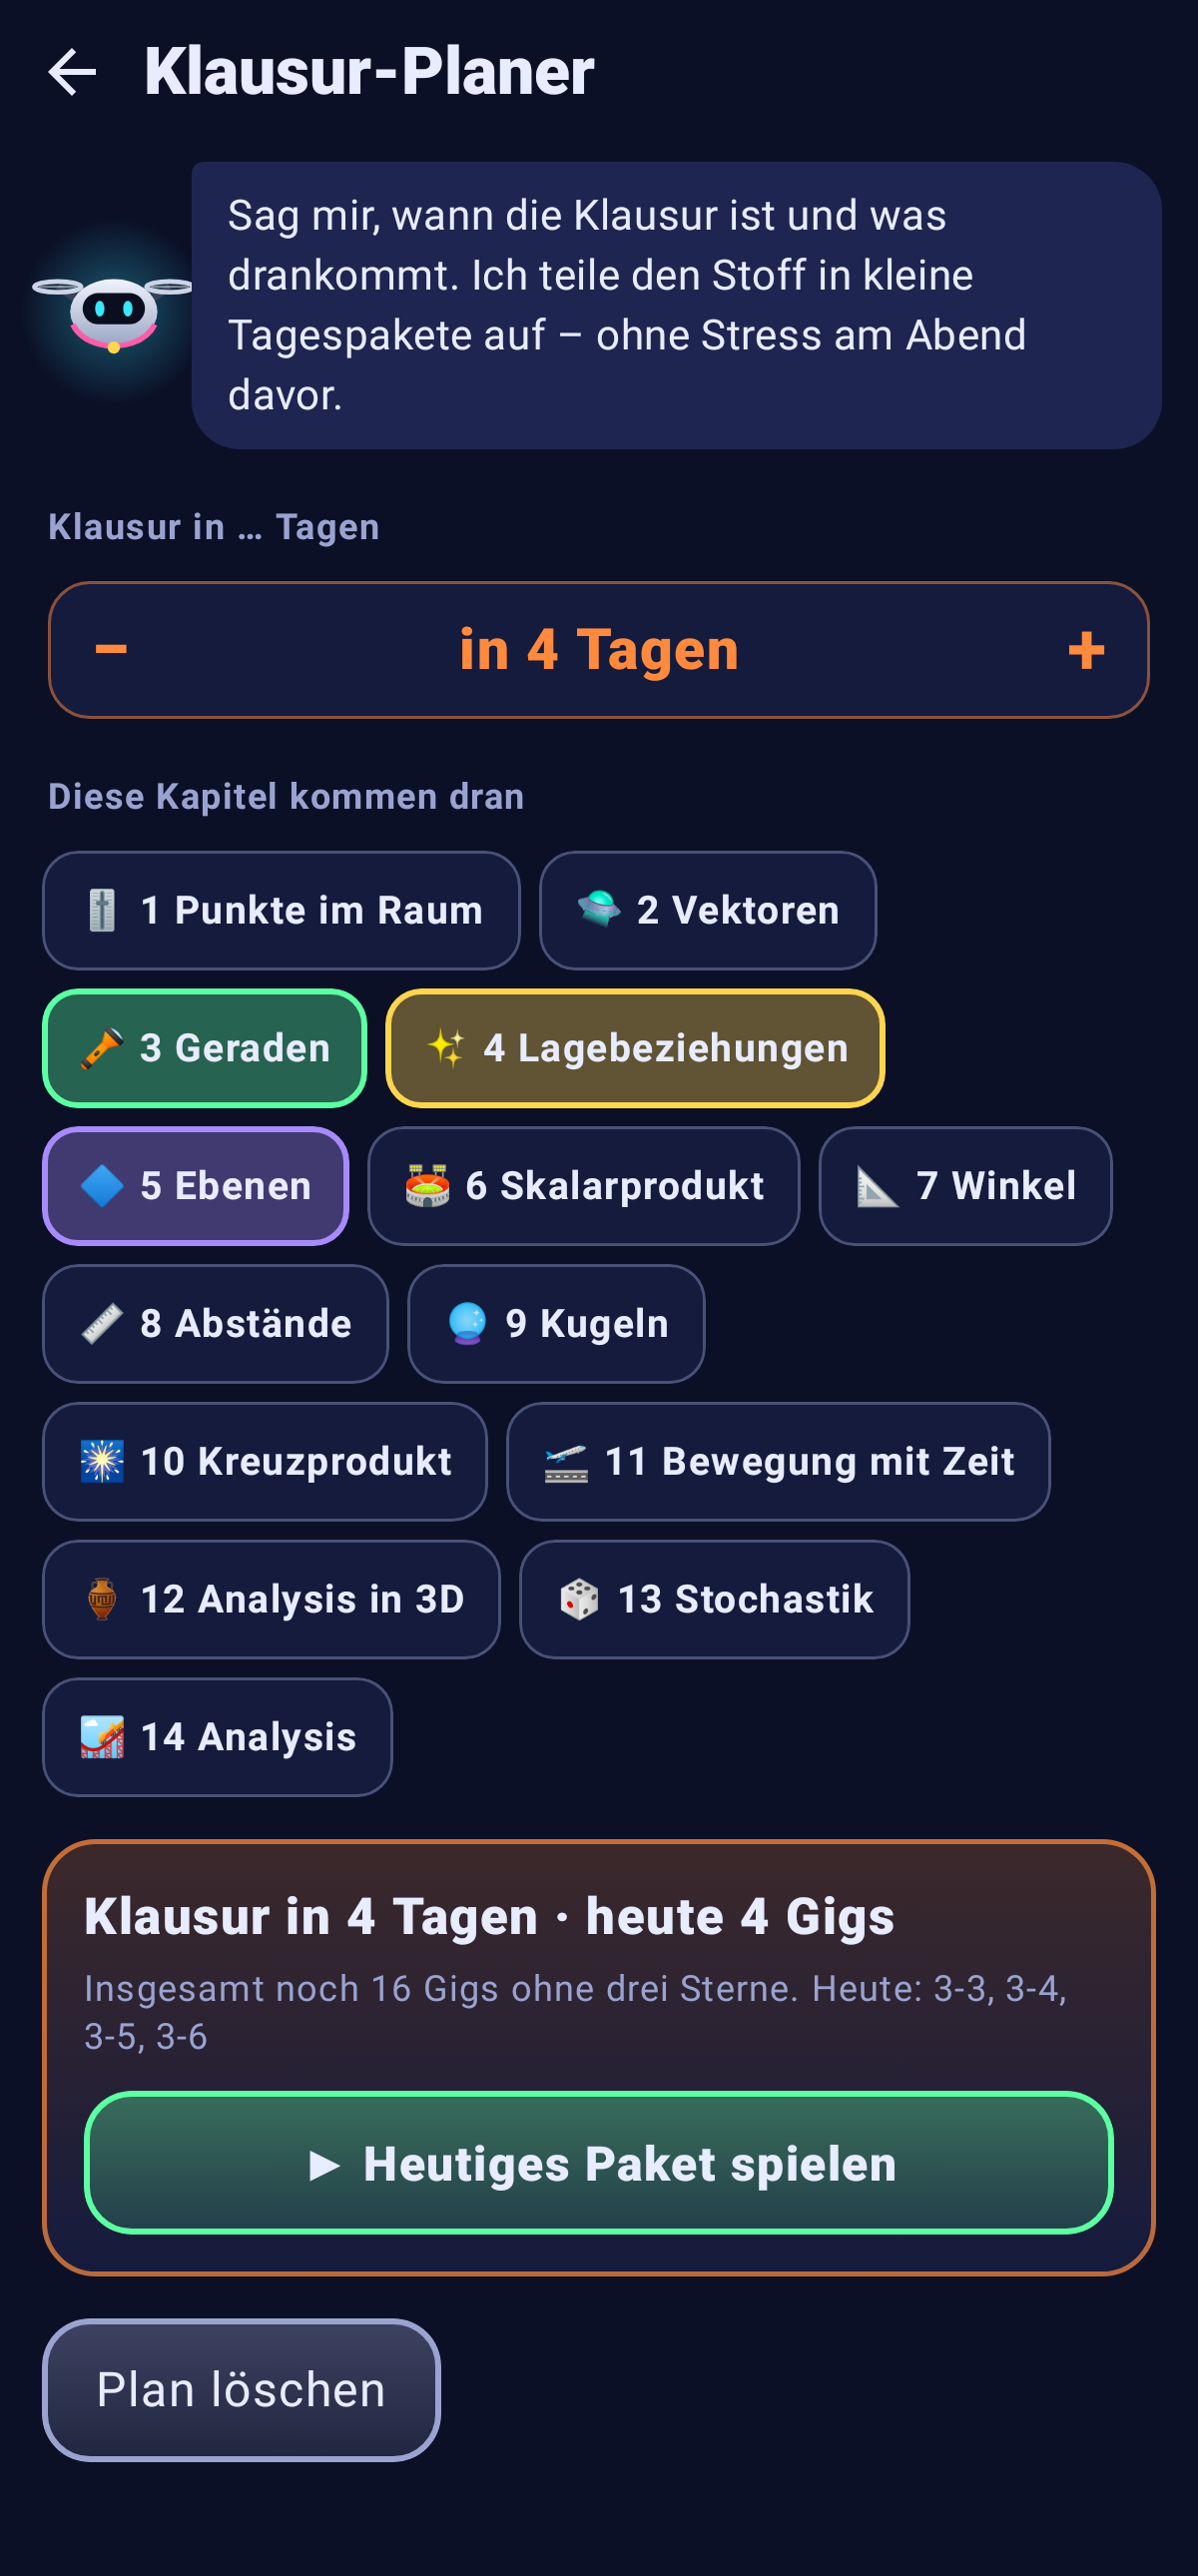 Klausur-Planer
Sag mir, wann die Klausur ist und was
drankommt. Ich teile den Stoff in kleine
Tagespakete auf – ohne Stress am Abend
davor.
Klausur in … Tagen
– in 4 Tagen +
Diese Kapitel kommen dran
1 Punkte im Raum 2 Vektoren
3 Geraden 4 Lagebeziehungen
5 Ebenen 6 Skalarprodukt 7 Winkel
8 Abstände 9 Kugeln
10 Kreuzprodukt 11 Bewegung mit Zeit
12 Analysis in 3D 13 Stochastik
14 Analysis
Klausur in 4 Tagen · heute 4 Gigs
Insgesamt noch 16 Gigs ohne drei Sterne. Heute: 3-3, 3-4,
3-5, 3-6
▶ Heutiges Paket spielen
Plan löschen